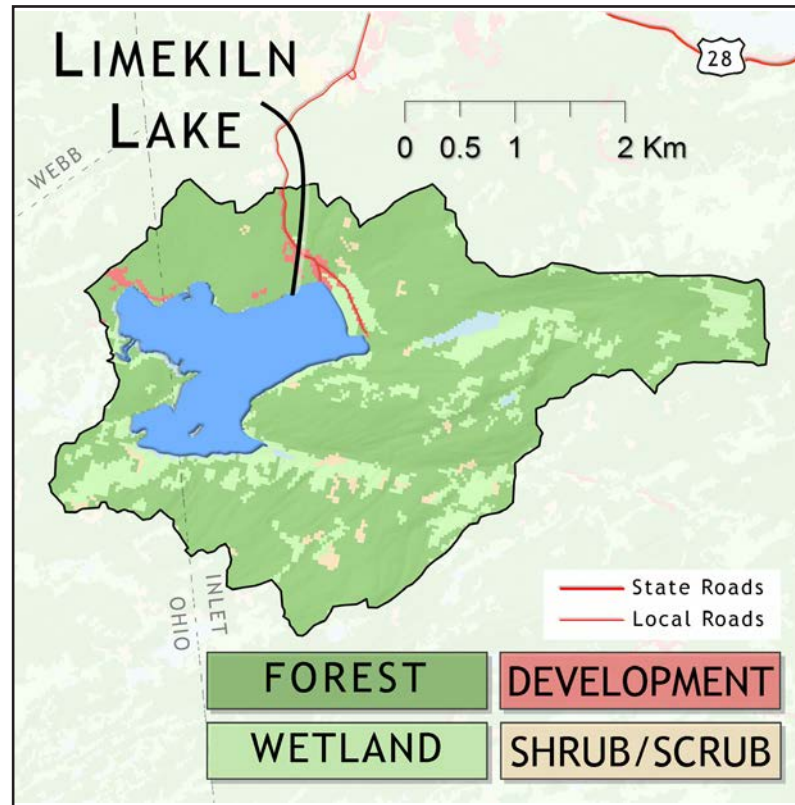 LIMEKILN
LAKE
28
0 0.5 1 2 Km
WEBB
INLET
OHIO
State Roads
Local Roads
FOREST
DEVELOPMENT
WETLAND
SHRUB/SCRUB